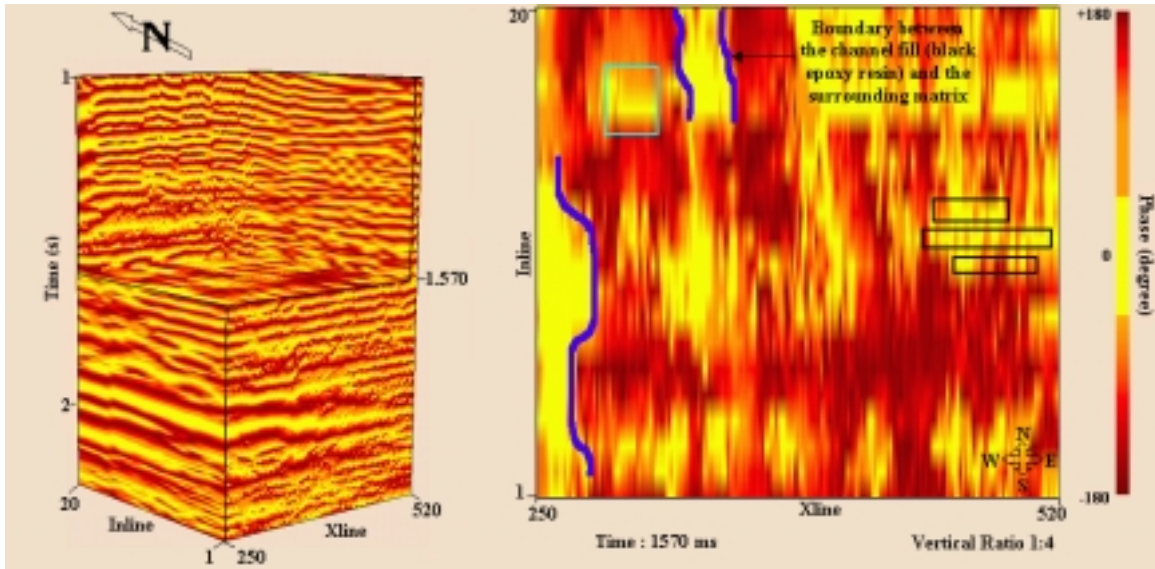 N
1
Time (s)
1.570
2
20
Inline
1
250
Xline
520
20
Boundary between
the channel fill (black
epoxy resin) and the
surrounding matrix
Inline
1
250
Xline
520
N
W E
S
Time : 1570 ms
Vertical Ratio 1:4
+180
0
-180
Phase (degree)